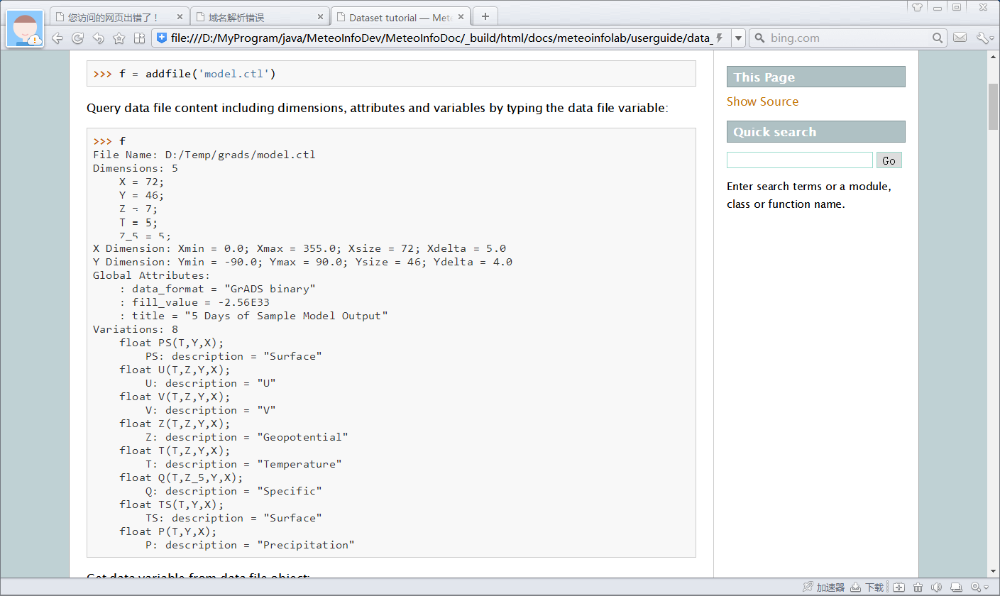 您访问的网页出错了！
域名解析错误
Dataset tutorial — Mete
file:///D:/MyProgram/java/MeteoInfoDev/MeteoInfoDoc/_build/html/docs/meteoinfolab/userguide/data_
bing.com
>>> f = addfile('model.ctl')
Query data file content including dimensions, attributes and variables by typing the data file variable:
>>> f
File Name: D:/Temp/grads/model.ctl
Dimensions: 5
    X = 72;
    Y = 46;
    Z = 7;
    T = 5;
    Z_5 = 5;
X Dimension: Xmin = 0.0; Xmax = 355.0; Xsize = 72; Xdelta = 5.0
Y Dimension: Ymin = -90.0; Ymax = 90.0; Ysize = 46; Ydelta = 4.0
Global Attributes:
    : data_format = "GrADS binary"
    : fill_value = -2.56E33
    : title = "5 Days of Sample Model Output"
Variations: 8
    float PS(T,Y,X);
        PS: description = "Surface"
    float U(T,Z,Y,X);
        U: description = "U"
    float V(T,Z,Y,X);
        V: description = "V"
    float Z(T,Z,Y,X);
        Z: description = "Geopotential"
    float T(T,Z,Y,X);
        T: description = "Temperature"
    float Q(T,Z_5,Y,X);
        Q: description = "Specific"
    float TS(T,Y,X);
        TS: description = "Surface"
    float P(T,Y,X);
        P: description = "Precipitation"
Get data variable from data file object:
This Page
Show Source
Quick search
Go
Enter search terms or a module,
class or function name.
加速器 下载